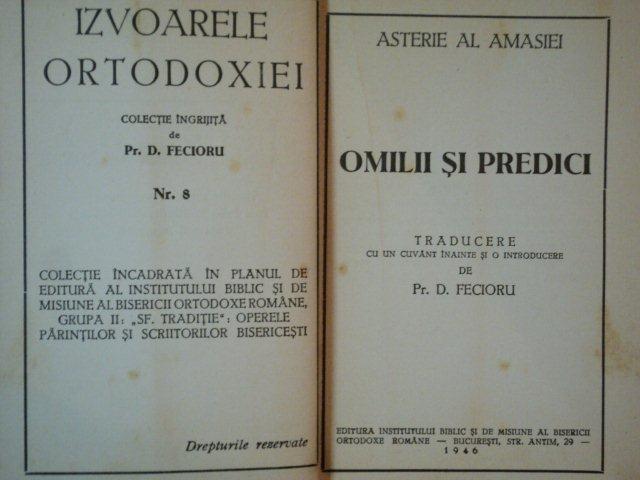 IZVOARELE
ORTODOXIEI
COLECȚIE ÎNGRIJITĂ
de
Pr. D. FECIORU
Nr. 8
COLECȚIE ÎNCADRATĂ ÎN PLANUL DE
EDITURĂ AL INSTITUTULUI BIBLIC ȘI DE
MISIUNE AL BISERICII ORTODOXE ROMÂNE,
GRUPA II: „SF. TRADIȚIE“: OPERELE
PĂRINȚILOR ȘI SCRIITORILOR BISERICEȘTI
Drepturile rezervate
ASTERIE AL AMASIEI
OMILII ȘI PREDICI
TRADUCERE
CU UN CUVÂNT ÎNAINTE ȘI O INTRODUCERE
DE
Pr. D. FECIORU
EDITURA INSTITUTULUI BIBLIC ȘI DE MISIUNE AL BISERICII
ORTODOXE ROMÂNE — BUCUREȘTI, STR. ANTIM, 29 —
1946